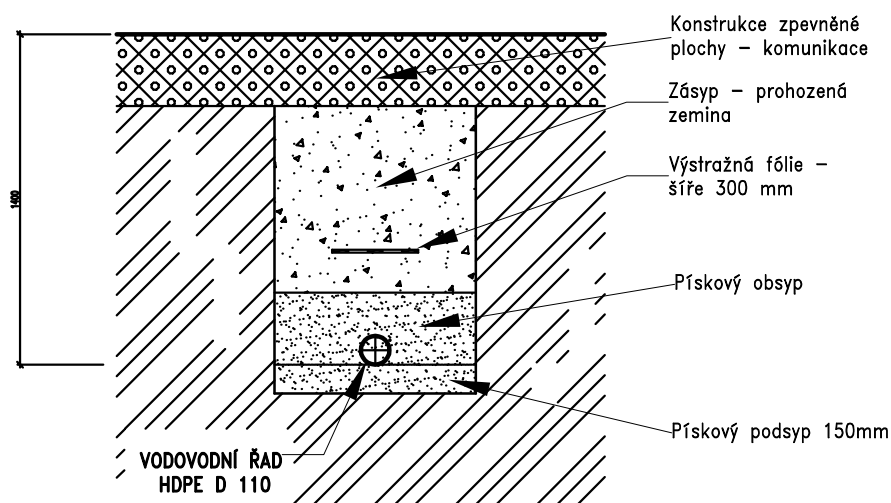 Konstrukce zpevněné
plochy – komunikace
Zásyp – prohozená
zemina
1400
Výstražná fólie –
šíře 300 mm
Pískový obsyp
Pískový podsyp 150mm
VODOVODNÍ ŘAD
HDPE D 110